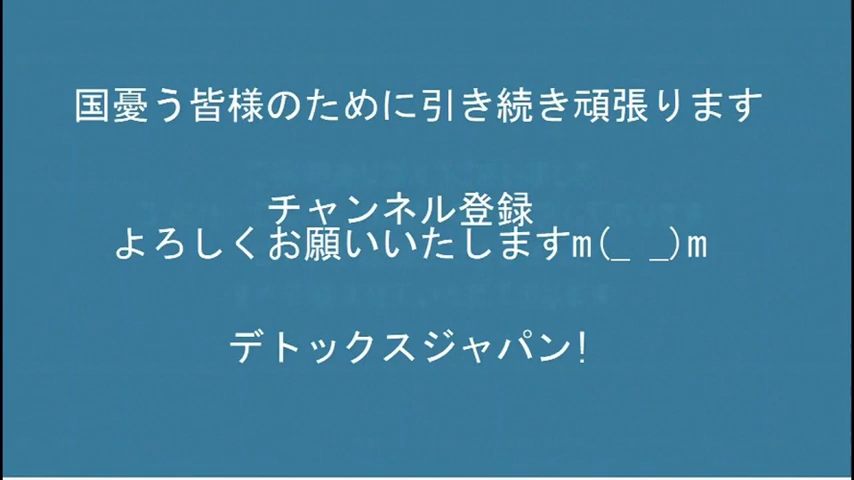 国憂う皆様のために引き続き頑張ります
チャンネル登録
よろしくお願いいたしますm(_ _)m
デトックスジャパン!